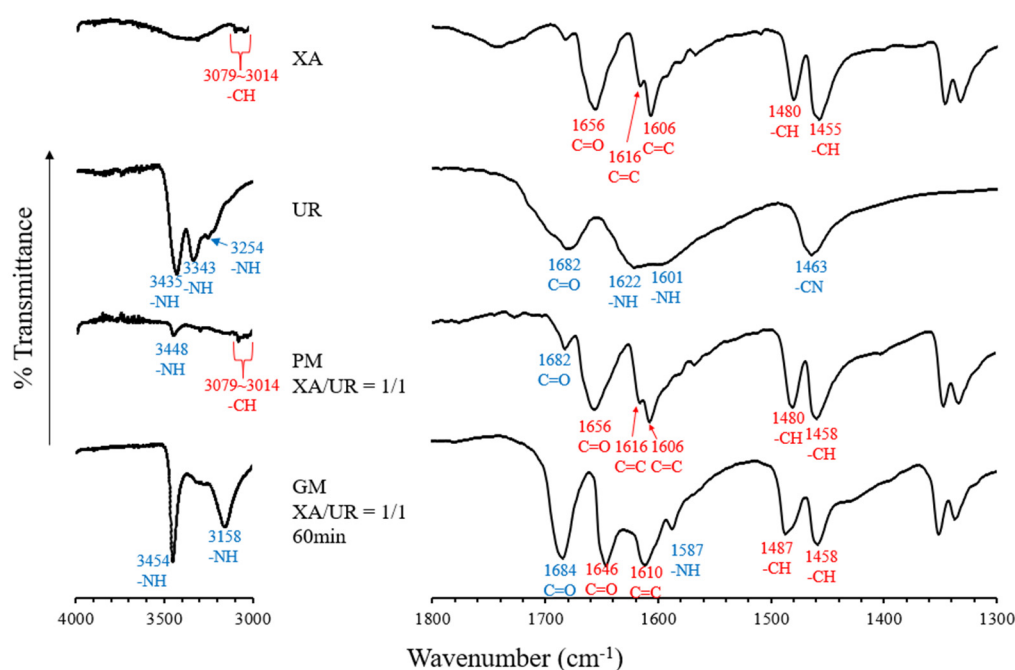 XA
3079~3014
-CH
1656
C=O
1616
C=C
1606
C=C
1480
-CH
1455
-CH
% Transmittance
UR
3435
-NH
3343
-NH
3254
-NH
1682
C=O
1622
-NH
1601
-NH
1463
-CN
PM
XA/UR = 1/1
3448
-NH
3079~3014
-CH
1682
C=O
1656
C=O
1616
C=C
1606
C=C
1480
-CH
1458
-CH
GM
XA/UR = 1/1
60min
3454
-NH
3158
-NH
1684
C=O
1646
C=O
1610
C=C
1587
-NH
1487
-CH
1458
-CH
4000 3500 3000 1800 1700 1600 1500 1400 1300
Wavenumber (cm-1)